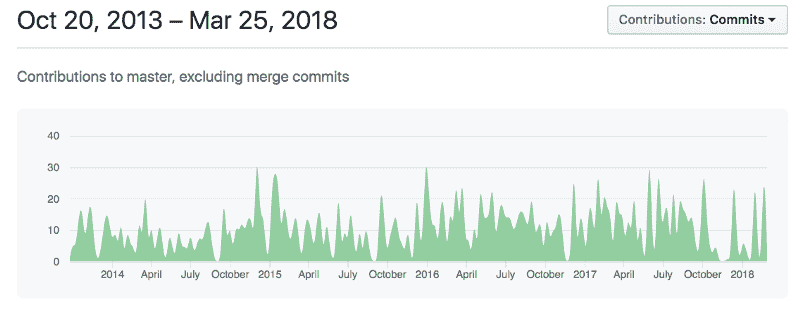 Oct 20, 2013 – Mar 25, 2018
Contributions: Commits
Contributions to master, excluding merge commits
40
30
20
10
0
2014 April July October 2015 April July October 2016 April July October 2017 April July October 2018